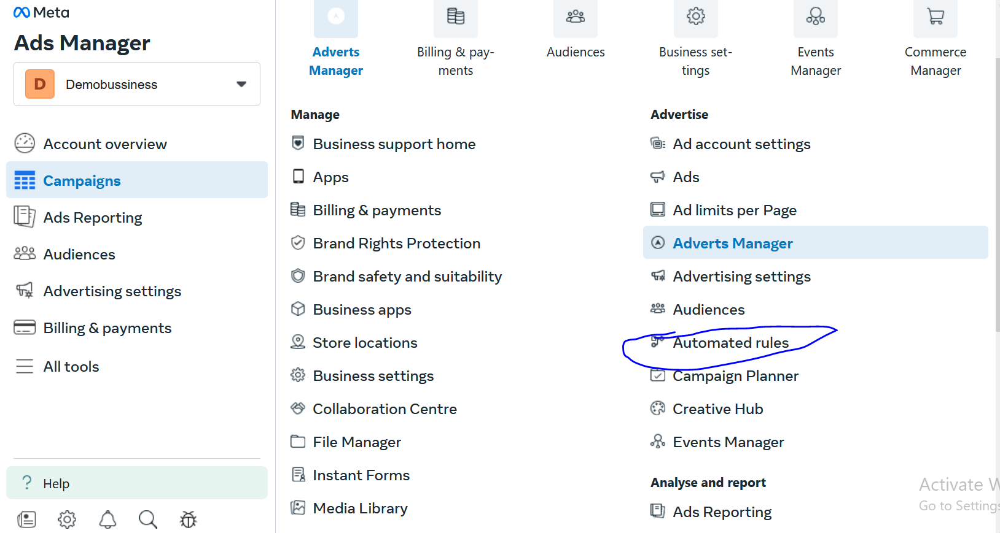 Meta
Ads Manager
D
Demobussiness
Account overview
Campaigns
Ads Reporting
Audiences
Advertising settings
Billing & payments
All tools
? Help
Adverts
Manager
Billing & pay-
ments
Audiences
Business set-
tings
Events
Manager
Commerce
Manager
Manage
Business support home
Apps
Billing & payments
Brand Rights Protection
Brand safety and suitability
Business apps
Store locations
Business settings
Collaboration Centre
File Manager
Instant Forms
Media Library
Advertise
Ad account settings
Ads
Ad limits per Page
Adverts Manager
Advertising settings
Audiences
Automated rules
Campaign Planner
Creative Hub
Events Manager
Analyse and report
Ads Reporting
Activate W
Go to Settings